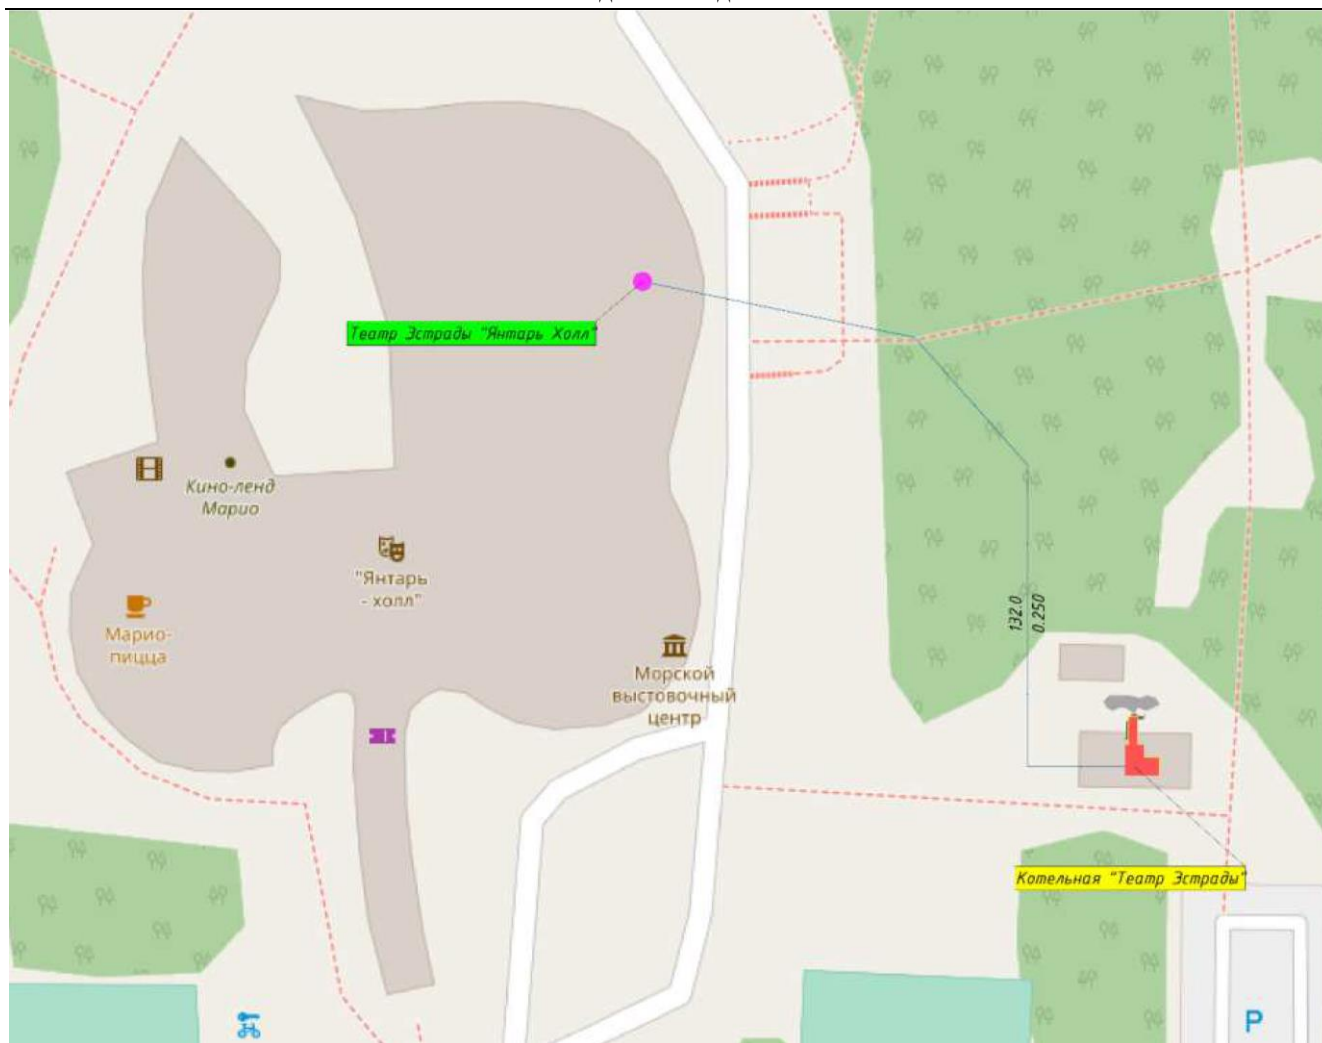 Театр Эстрады "Янтарь Холл"
Кино-ленд
Марио
"Янтарь
- холл"
Марио-
пицца
132.0
0.250
Морской
выстовочный
центр
Котельная "Театр Эстрады"
P